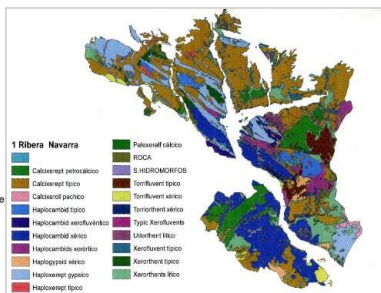 1 Ribera Navarra
Calcixerept petrocálcico
Calcixerept típico
Calcixeroll pachico
Haplocambid típico
Haplocambid xerofluvéntico
Haplocambid xérico
Haplocambids xorértico
Haplogypsid xérico
Haploxerept gypsico
Haploxerept típico
Palexeralf cálcico
ROCA
S.HIDROMORFOS
Torrifluvent típico
Torrifluvent xérico
Torriorthent xérico
Typic Xerofluvents
Udorthent lítico
Xerofluvent típico
Xerorthent típico
Xerorthents lítico
e